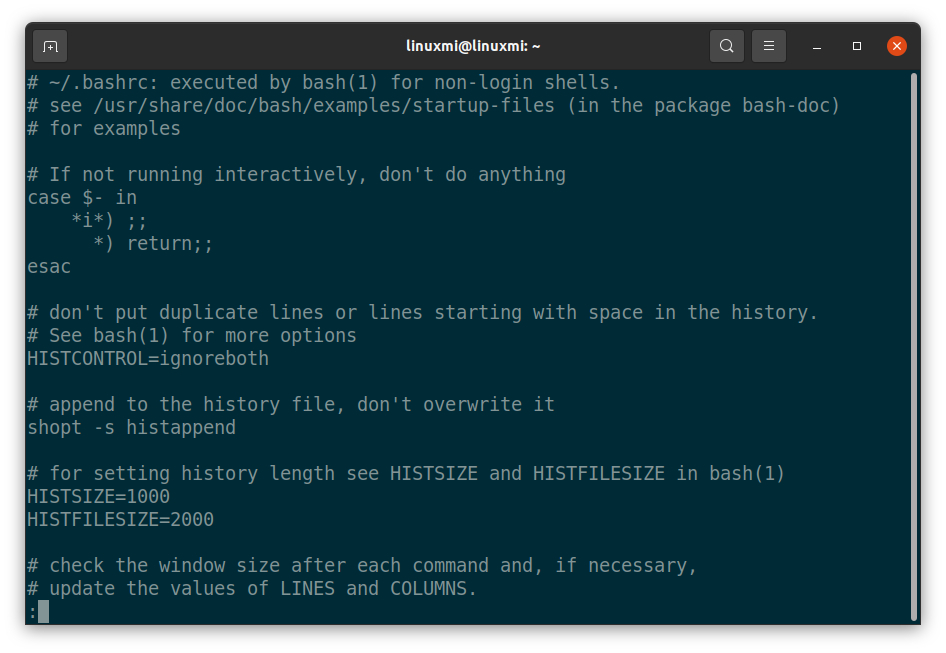 linuxmi@linuxmi: ~
# ~/.bashrc: executed by bash(1) for non-login shells.
# see /usr/share/doc/bash/examples/startup-files (in the package bash-doc)
# for examples

# If not running interactively, don't do anything
case $- in
    *i*) ;;
      *) return;;
esac

# don't put duplicate lines or lines starting with space in the history.
# See bash(1) for more options
HISTCONTROL=ignoreboth

# append to the history file, don't overwrite it
shopt -s histappend

# for setting history length see HISTSIZE and HISTFILESIZE in bash(1)
HISTSIZE=1000
HISTFILESIZE=2000

# check the window size after each command and, if necessary,
# update the values of LINES and COLUMNS.
: